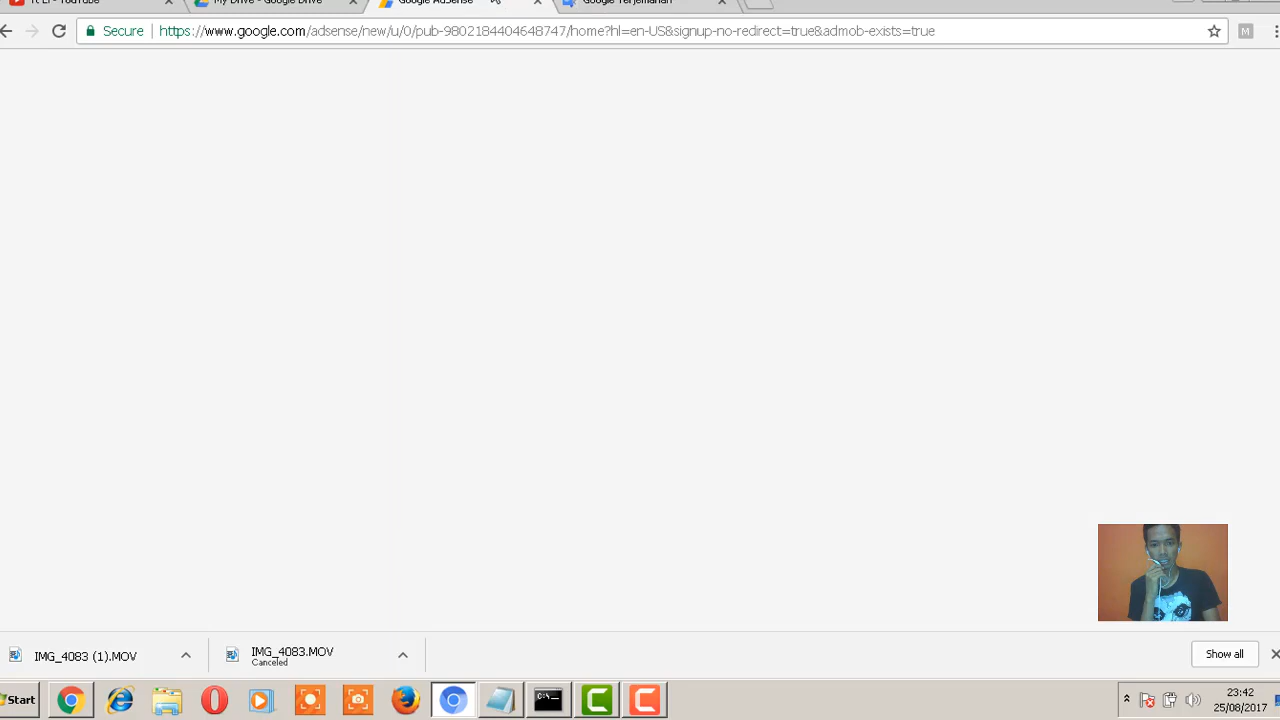 My Drive - Google Drive
Google AdSense
Google Terjemahan
Secure
https://www.google.com/adsense/new/u/0/pub-9802184404648747/home?hl=en-US&signup-no-redirect=true&admob-exists=true
M
IMG_4083 (1).MOV
IMG_4083.MOV
Canceled
Show all
Start
23:42
25/08/2017